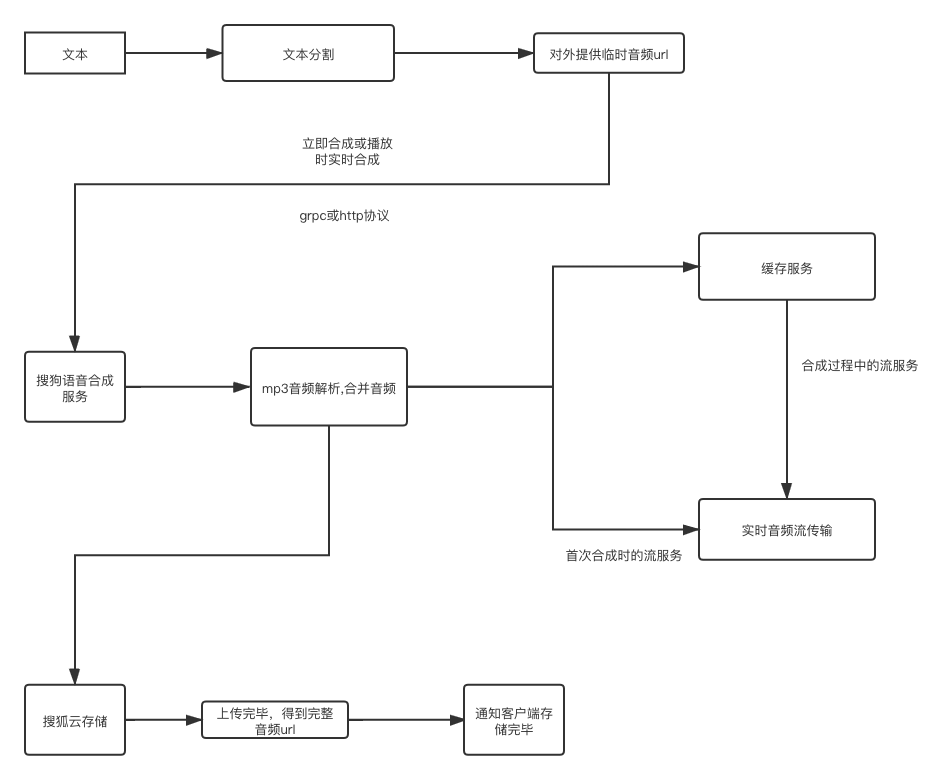 文本
文本分割
对外提供临时音频url
立即合成或播放
时实时合成
grpc或http协议
缓存服务
合成过程中的流服务
搜狗语音合成
服务
mp3音频解析,合并音频
实时音频流传输
首次合成时的流服务
搜狐云存储
上传完毕，得到完整
音频url
通知客户端存
储完毕